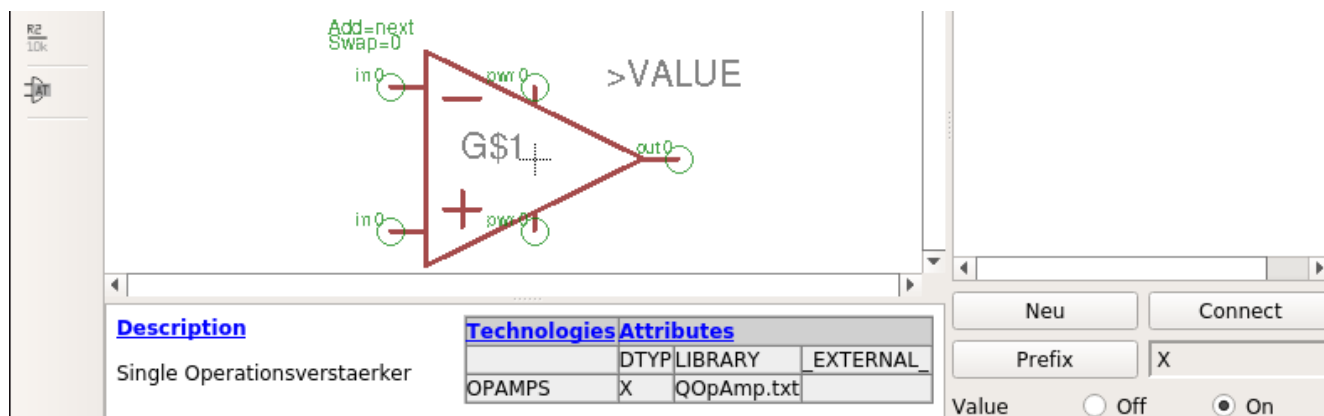 R2
10k
Add=next
Swap=0
in 0
pwr 0
>VALUE
G$1
out 0
in 0
pwr 0
Description
Single Operationsverstaerker
Technologies Attributes
DTYP LIBRARY _EXTERNAL_
OPAMPS X QOpAmp.txt
Neu
Connect
Prefix
X
Value
Off
On